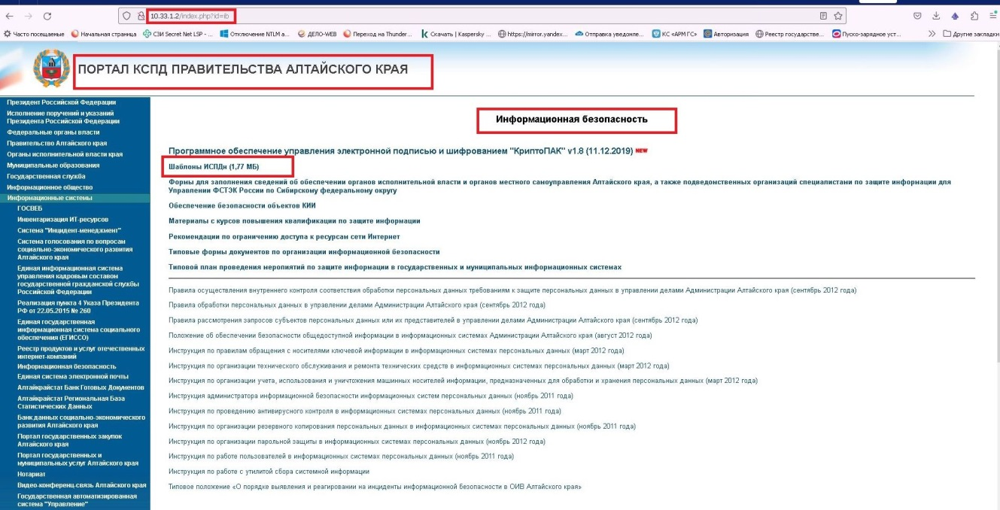 10.33.1.2/index.php?id=ib
Часто посещаемые Начальная страница СЗИ Secret Net LSP - ... Отключение NTLM а... ДЕЛО-WEB Переход на Thunder... Скачать | Kaspersky ... https://mirror.yandex... Отправка уведомле... КС «АРМ ГС» Авторизация Реестр государстве... Пуско-зарядное уст... Другие закладки
ПОРТАЛ КСПД ПРАВИТЕЛЬСТВА АЛТАЙСКОГО КРАЯ
Президент Российской Федерации
Исполнение поручений и указаний
Президента Российской Федерации
Федеральные органы власти
Правительство Алтайского края
Органы исполнительной власти края
Муниципальные образования
Государственная служба
Информационное общество
Информационные системы
ГОСВЕБ
Инвентаризация ИТ-ресурсов
Система "Инцидент-менеджмент"
Система голосования по вопросам
социально-экономического развития
Алтайского края
Единая информационная система
управления кадровым составом
государственной гражданской службы
Российской Федерации
Реализация пункта 4 Указа Президента
РФ от 22.05.2015 № 260
Единая государственная
информационная система социального
обеспечения (ЕГИССО)
Реестр продуктов и услуг отечественных
интернет-компаний
Информационная безопасность
Единая система электронной почты
Алтайкрайстат Банк Готовых Документов
Алтайкрайстат Региональная База
Статистических Данных
Банк данных социально-экономического
развития Алтайского края
Портал государственных закупок
Алтайского края
Портал государственных и
муниципальных услуг Алтайского края
Нотариат
Видео-конференц-связь Алтайского края
Государственная автоматизированная
система "Управление"
Информационная безопасность
Программное обеспечение управления электронной подписью и шифрованием "КриптоПАК" v1.8 (11.12.2019) NEW
Шаблоны ИСПДн (1,77 МБ)
Формы для заполнения сведений об обеспечении органов исполнительной власти и органов местного самоуправления Алтайского края, а также подведомственных организаций специалистами по защите информации для
Управлении ФСТЭК России по Сибирскому федеральному округу
Обеспечение безопасности объектов КИИ
Материалы с курсов повышения квалификации по защите информации
Рекомендации по ограничению доступа к ресурсам сети Интернет
Типовые формы документов по организации информационной безопасности
Типовой план проведения мероприятий по защите информации в государственных и муниципальных информационных системах
Правила осуществления внутреннего контроля соответствия обработки персональных данных требованиям к защите персональных данных в управлении делами Администрации Алтайского края (сентябрь 2012 года)
Правила обработки персональных данных в управлении делами Администрации Алтайского края (сентябрь 2012 года)
Правила рассмотрения запросов субъектов персональных данных или их представителей в управлении делами Администрации Алтайского края (сентябрь 2012 года)
Положение об обеспечении безопасности общедоступной информации в информационных системах Администрации Алтайского края (август 2012 года)
Инструкция по правилам обращения с носителями ключевой информации в информационных системах персональных данных (март 2012 года)
Инструкция по организации технического обслуживания и ремонта технических средств в информационных системах персональных данных (март 2012 года)
Инструкция по организации учета, использования и уничтожения машинных носителей информации, предназначенных для обработки и хранения персональных данных (март 2012 года)
Инструкция администратора информационной безопасности информационных систем персональных данных (ноябрь 2011 года)
Инструкция по проведению антивирусного контроля в информационных системах персональных данных (ноябрь 2011 года)
Инструкция по организации резервного копирования персональных данных в информационных системах персональных данных (ноябрь 2011 года)
Инструкция по организации парольной защиты в информационных системах персональных данных (ноябрь 2012 года)
Инструкция по работе пользователей в информационных системах персональных данных (ноябрь 2011 года)
Инструкция по работе с утилитой сбора системной информации
Типовое положение «О порядке выявления и реагировании на инциденты информационной безопасности в ОИВ Алтайского края»